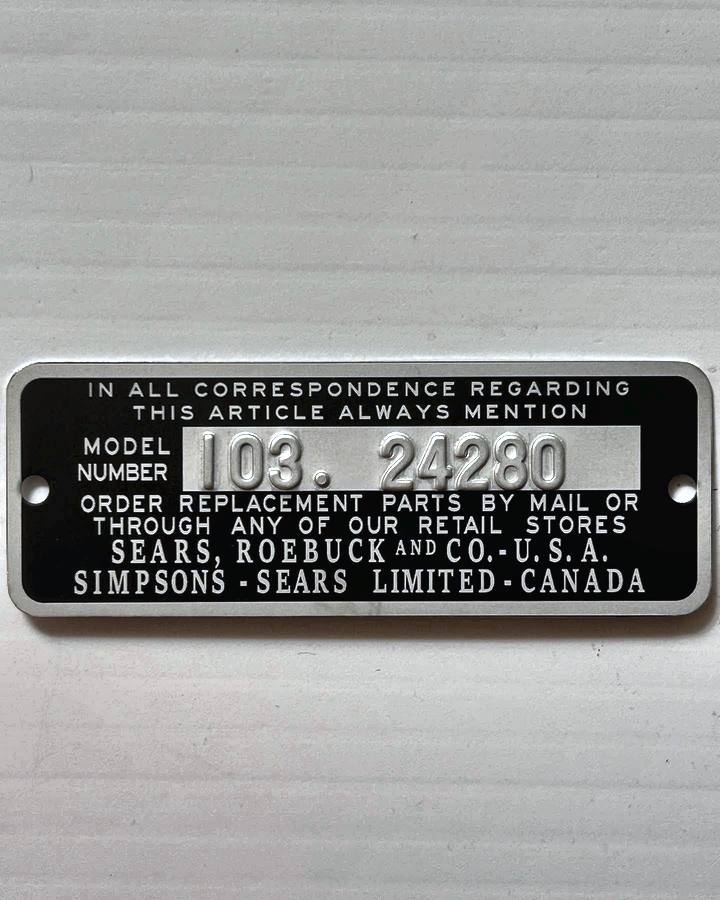 IN ALL CORRESPONDENCE REGARDING
THIS ARTICLE ALWAYS MENTION
MODEL NUMBER 103. 24280
ORDER REPLACEMENT PARTS BY MAIL OR
THROUGH ANY OF OUR RETAIL STORES
SEARS, ROEBUCK AND CO.-U.S.A.
SIMPSONS-SEARS LIMITED-CANADA